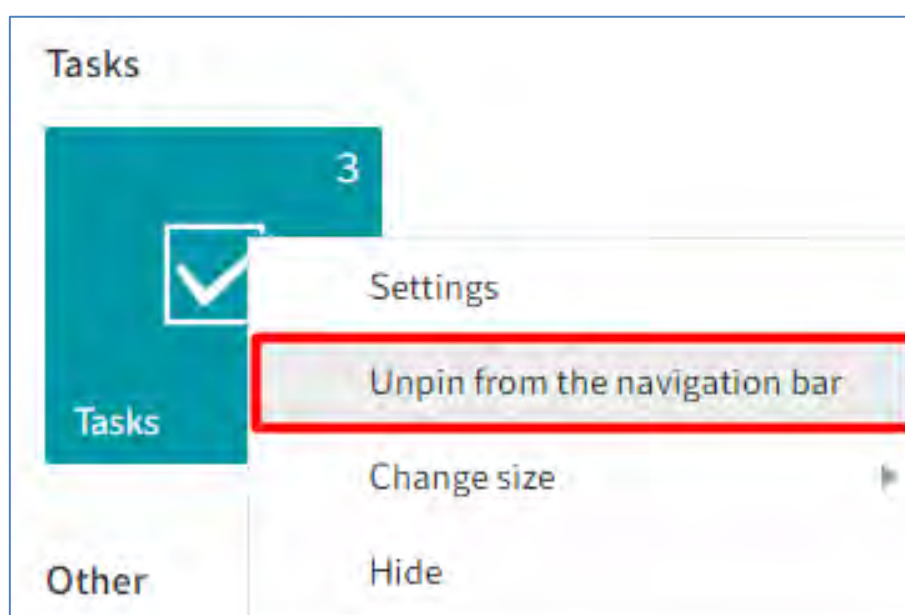 Tasks
3
Tasks
Settings
Unpin from the navigation bar
Change size
Hide
Other